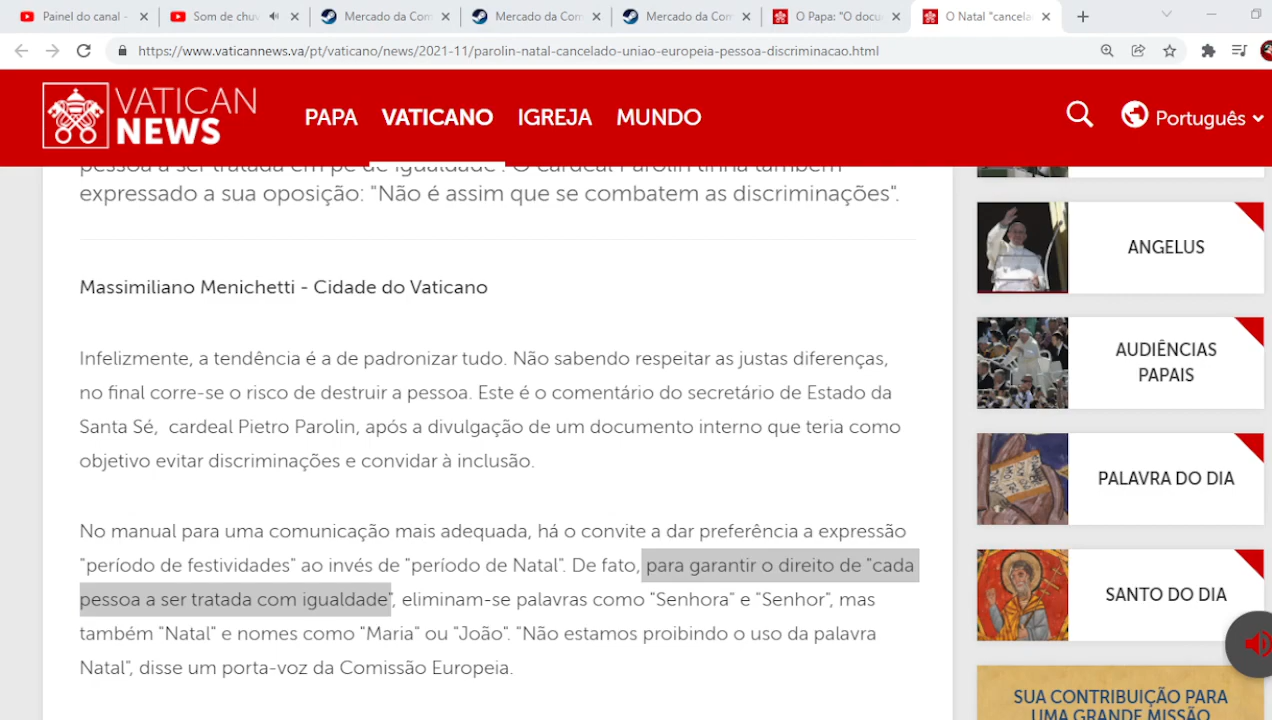 Painel do canal -
Som de chuv
Mercado da Com
Mercado da Com
Mercado da Com
O Papa: "O docu
O Natal "cancela
https://www.vaticannews.va/pt/vaticano/news/2021-11/parolin-natal-cancelado-uniao-europeia-pessoa-discriminacao.html
VATICAN
NEWS
PAPA
VATICANO
IGREJA
MUNDO
Português
pessoa a ser tratada em pé de igualdade". O cardeal Parolin tinha também
expressado a sua oposição: "Não é assim que se combatem as discriminações".
Massimiliano Menichetti - Cidade do Vaticano
Infelizmente, a tendência é a de padronizar tudo. Não sabendo respeitar as justas diferenças,
no final corre-se o risco de destruir a pessoa. Este é o comentário do secretário de Estado da
Santa Sé, cardeal Pietro Parolin, após a divulgação de um documento interno que teria como
objetivo evitar discriminações e convidar à inclusão.
No manual para uma comunicação mais adequada, há o convite a dar preferência a expressão
"período de festividades" ao invés de "período de Natal". De fato, para garantir o direito de "cada
pessoa a ser tratada com igualdade", eliminam-se palavras como "Senhora" e "Senhor", mas
também "Natal" e nomes como "Maria" ou "João". "Não estamos proibindo o uso da palavra
Natal", disse um porta-voz da Comissão Europeia.
ANGELUS
AUDIÊNCIAS
PAPAIS
PALAVRA DO DIA
SANTO DO DIA
SUA CONTRIBUIÇÃO PARA
UMA GRANDE MISSÃO